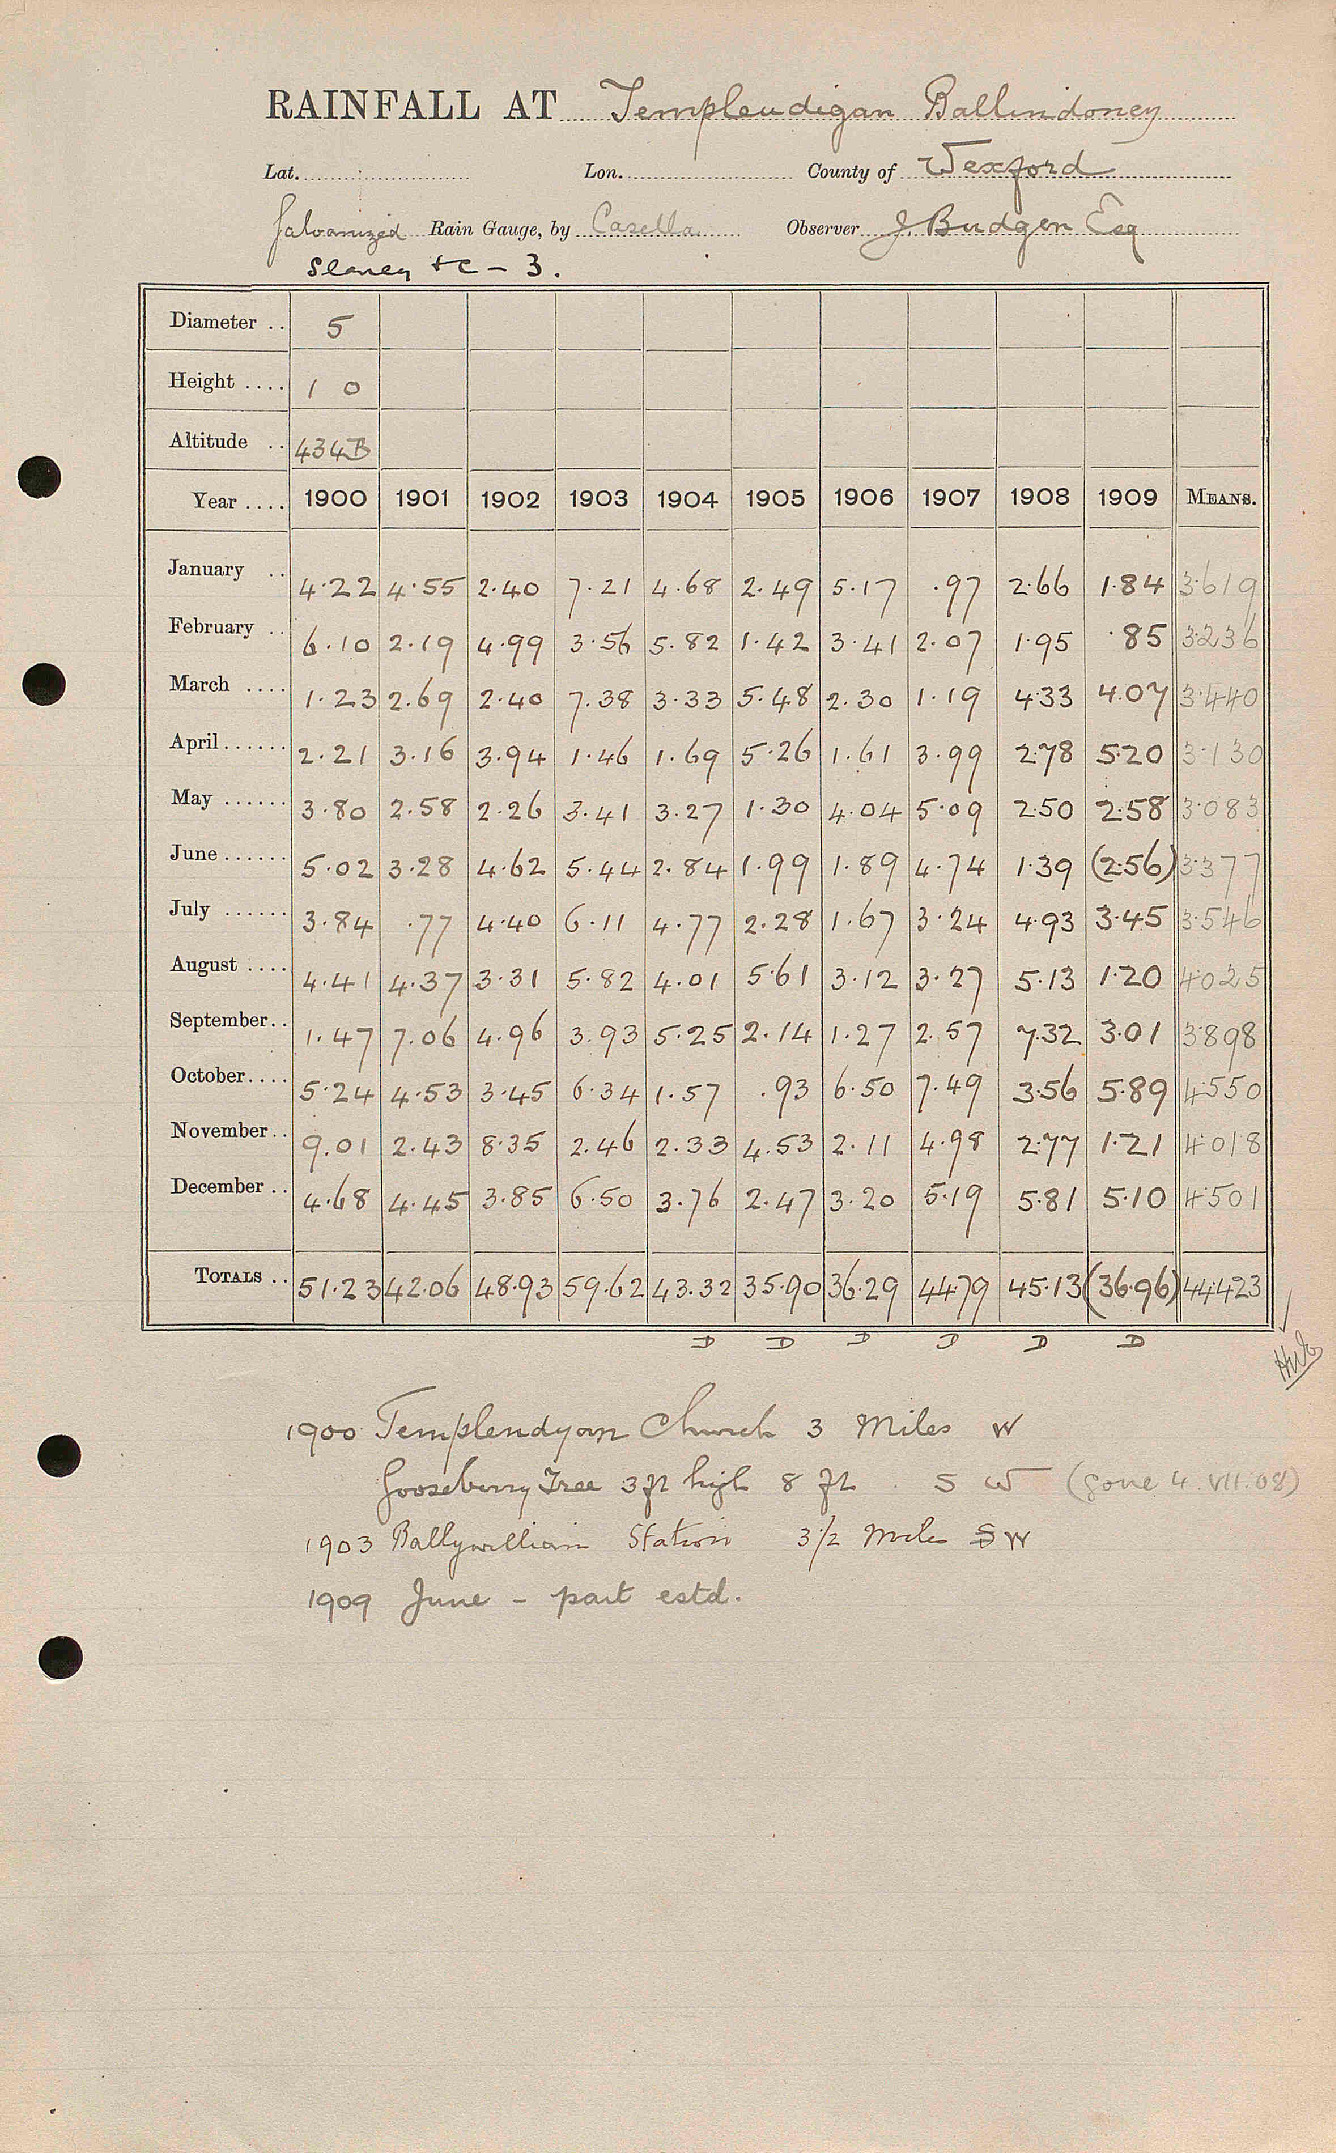 RAINFALL AT Templeudigan Ballindoney
Lat. Lon. County of Wexford
Galvanized Rain Gauge, by Casella Observer J. Budgen Esq
Slaney &c - 3.
Diameter .. 5
Height .... 1 0
Altitude .. 434B
Year .... 1900 1901 1902 1903 1904 1905 1906 1907 1908 1909 MEANS.
January .. 4.22 4.55 2.40 7.21 4.68 2.49 5.17 .97 2.66 1.84 3.619
February .. 6.10 2.19 4.99 3.56 5.82 1.42 3.41 2.07 1.95 .85 3.236
March .... 1.23 2.69 2.40 7.38 3.33 5.48 2.30 1.19 4.33 4.07 3.440
April ...... 2.21 3.16 3.94 1.46 1.69 5.26 1.61 3.99 2.78 5.20 3.130
May ...... 3.80 2.58 2.26 3.41 3.27 1.30 4.04 5.09 2.50 2.58 3.083
June ...... 5.02 3.28 4.62 5.44 2.84 1.99 1.89 4.74 1.39 (2.56) 3.377
July ...... 3.84 .77 4.40 6.11 4.77 2.28 1.67 3.24 4.93 3.45 3.546
August .... 4.41 4.37 3.31 5.82 4.01 5.61 3.12 3.27 5.13 1.20 4.025
September .. 1.47 7.06 4.96 3.93 5.25 2.14 1.27 2.57 7.32 3.01 3.898
October .... 5.24 4.53 3.45 6.34 1.57 .93 6.50 7.49 3.56 5.89 4.550
November .. 9.01 2.43 8.35 2.46 2.33 4.53 2.11 4.98 2.77 1.21 4.018
December .. 4.68 4.45 3.85 6.50 3.76 2.47 3.20 5.19 5.81 5.10 4.501
TOTALS .. 51.23 42.06 48.93 59.62 43.32 35.90 36.29 44.79 45.13 (36.96) 44.423
D D D D D D
1900 Templeudigan Church 3 Miles W
Gooseberry Tree 3 ft high 8 ft S W (gone 4.VII.08)
1903 Ballywilliam Station 3 1/2 Miles SW
1909 June - part estd.